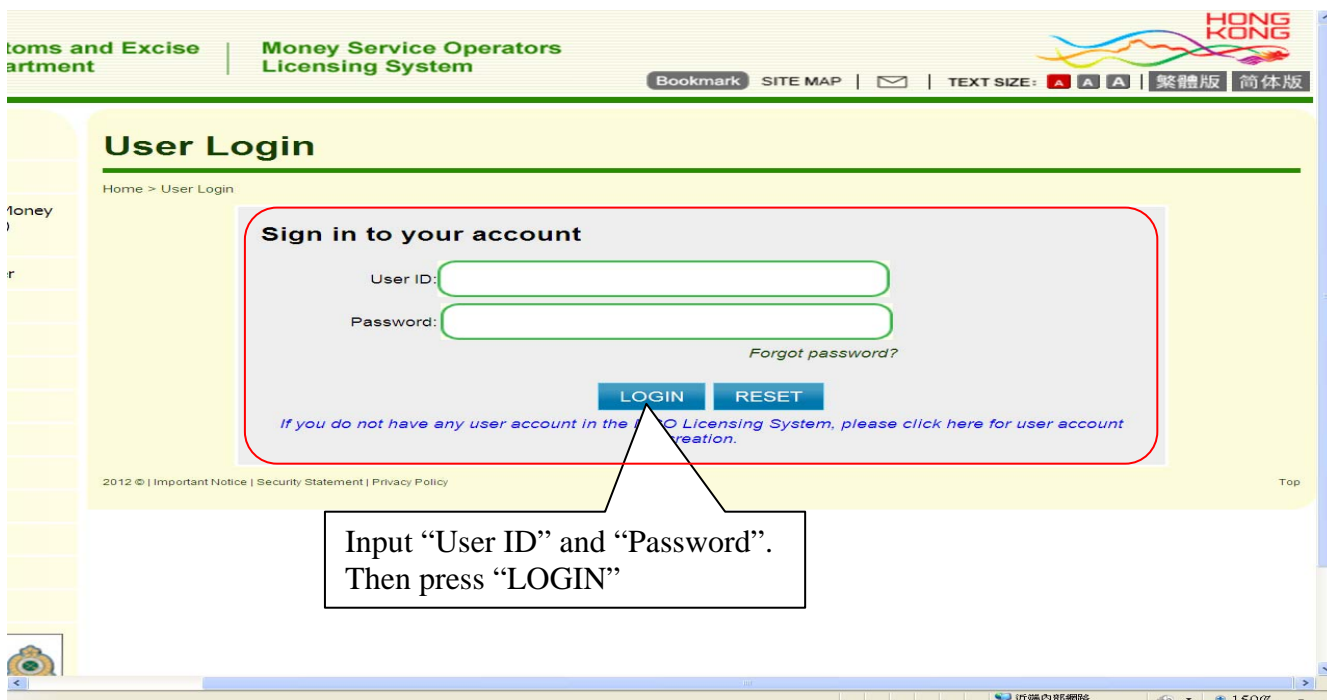 HONG
KONG
toms and Excise | Money Service Operators
artment Licensing System
Bookmark SITE MAP | | TEXT SIZE: A A A | 繁體版 简体版
User Login
Home > User Login
Sign in to your account
User ID:
Password:
Forgot password?
LOGIN RESET
If you do not have any user account in the Licensing System, please click here for user account
reation.
2012 © | Important Notice | Security Statement | Privacy Policy Top
Input “User ID” and “Password”.
Then press “LOGIN”